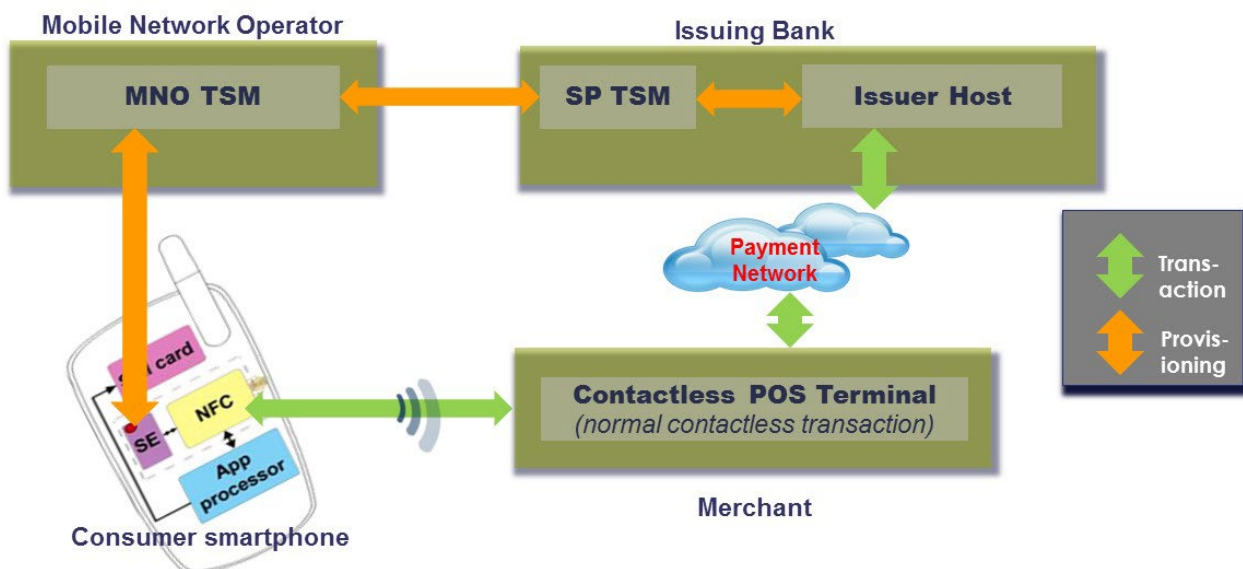 Mobile Network Operator
Issuing Bank
MNO TSM
SP TSM
Issuer Host
Payment
Network
Trans-
action
Provis-
ioning
card
NFC
SE
App
processor
Contactless POS Terminal
(normal contactless transaction)
Merchant
Consumer smartphone